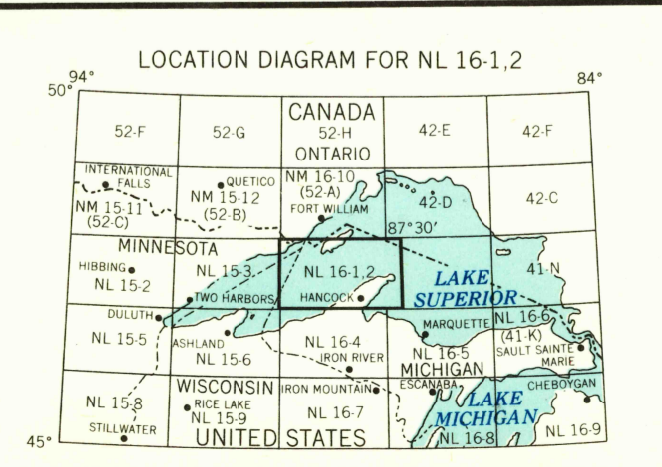 LOCATION DIAGRAM FOR NL 16-1,2
94° 84°
50°
CANADA
52-F 52-G 52-H 42-E 42-F
ONTARIO
INTERNATIONAL FALLS QUETICO NM 16-10
NM 15-11 NM 15-12 (52-A) 42-D 42-C
(52-C) (52-B) FORT WILLIAM
87°30'
MINNESOTA
HIBBING NL 15-3 NL 16-1,2 LAKE 41-N
NL 15-2 TWO HARBORS HANCOCK SUPERIOR
DULUTH NL 16-4 MARQUETTE NL 16-6
NL 15-5 ASHLAND (41-K)
NL 15-6 IRON RIVER NL 16-5 SAULT SAINTE MARIE
MICHIGAN
WISCONSIN IRON MOUNTAIN ESCANABA CHEBOYGAN
NL 15-8 RICE LAKE NL 16-7 LAKE
NL 15-9 MICHIGAN
STILLWATER NL 16-8 NL 16-9
45° UNITED STATES